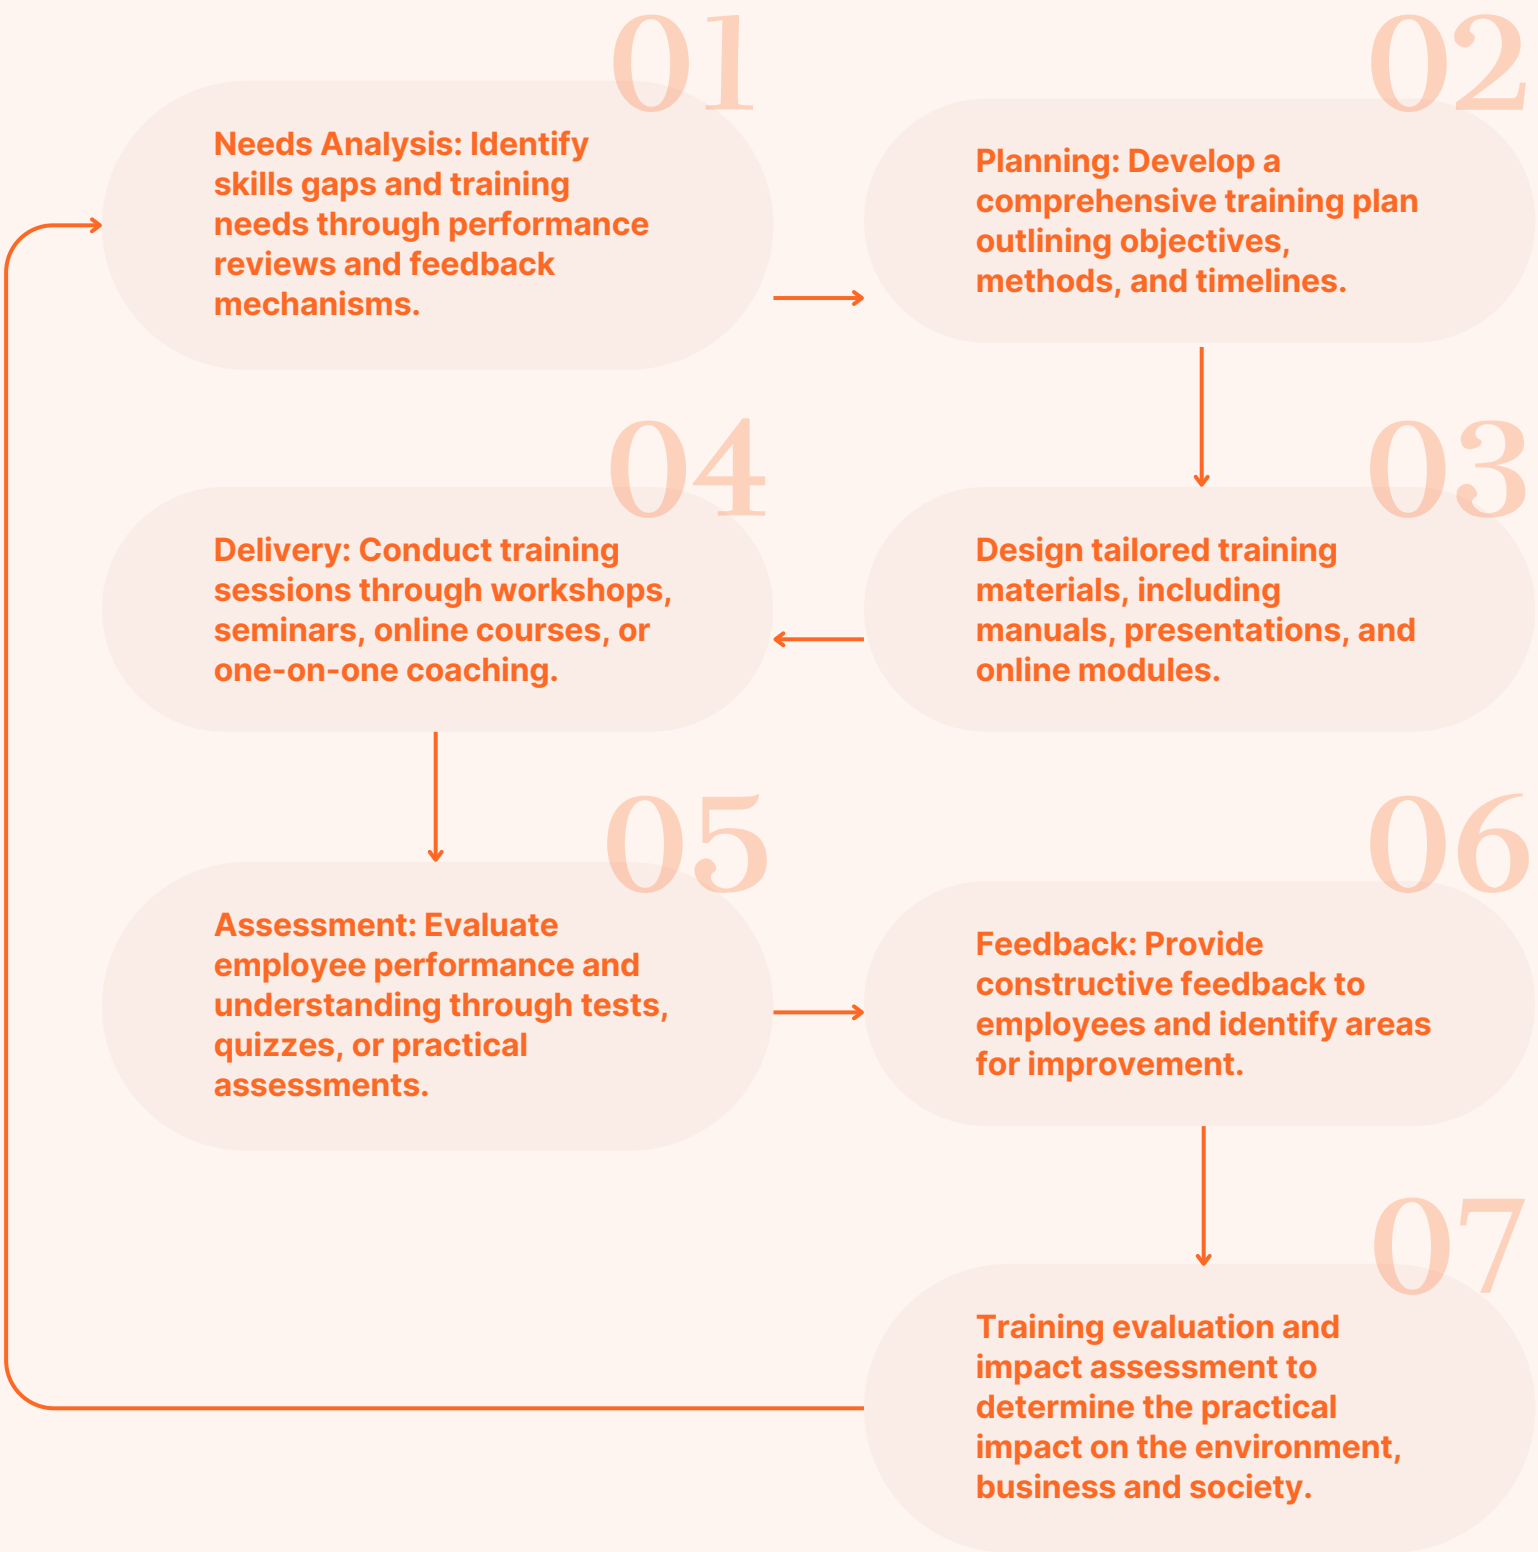 01
Needs Analysis: Identify
skills gaps and training
needs through performance
reviews and feedback
mechanisms.
02
Planning: Develop a
comprehensive training plan
outlining objectives,
methods, and timelines.
03
Design tailored training
materials, including
manuals, presentations, and
online modules.
04
Delivery: Conduct training
sessions through workshops,
seminars, online courses, or
one-on-one coaching.
05
Assessment: Evaluate
employee performance and
understanding through tests,
quizzes, or practical
assessments.
06
Feedback: Provide
constructive feedback to
employees and identify areas
for improvement.
07
Training evaluation and
impact assessment to
determine the practical
impact on the environment,
business and society.